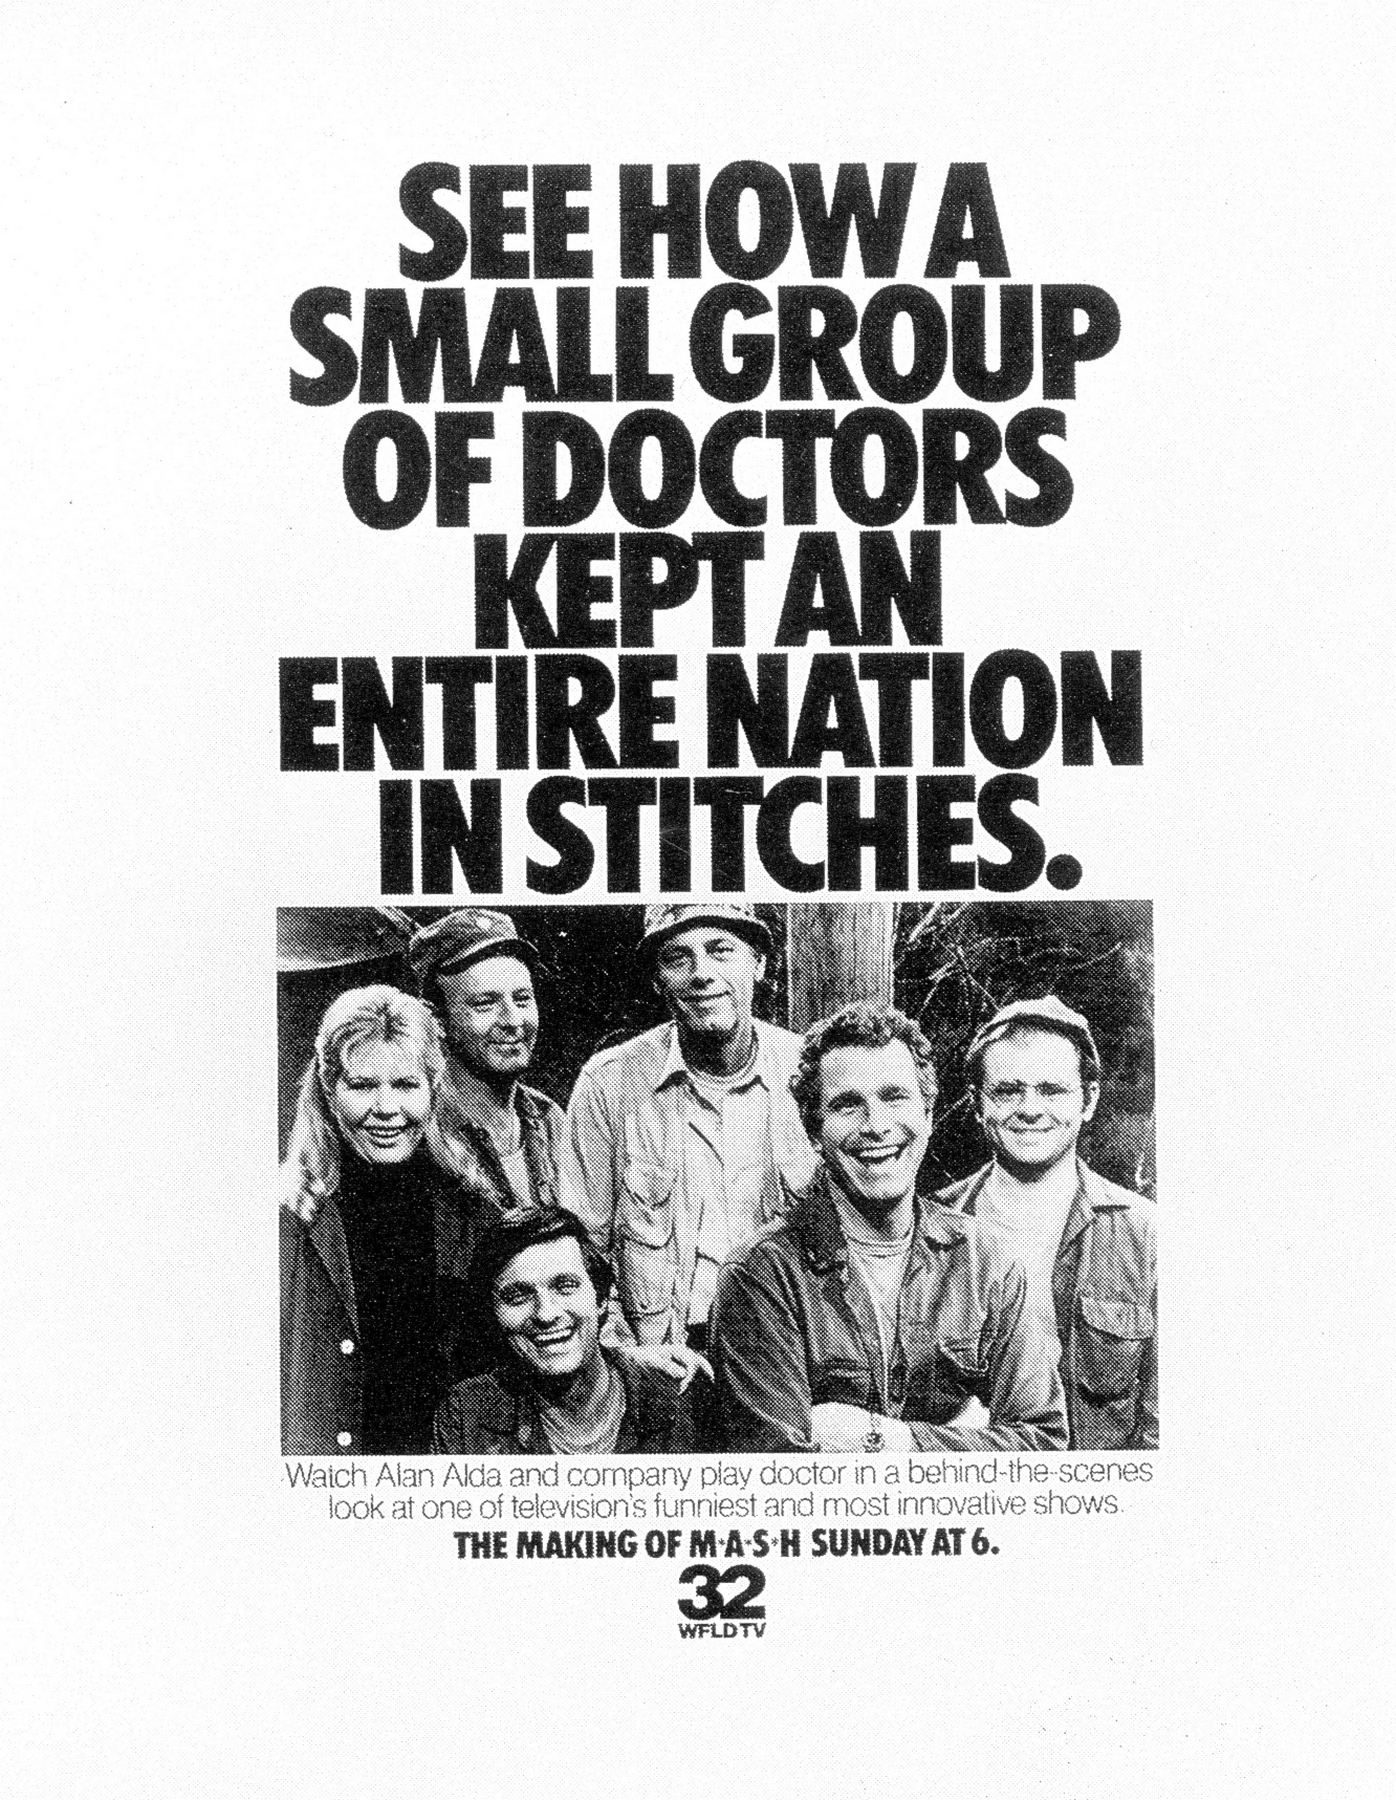 SEE HOW A
SMALL GROUP
OF DOCTORS
KEPT AN
ENTIRE NATION
IN STITCHES.
Watch Alan Alda and company play doctor in a behind-the-scenes
look at one of television's funniest and most innovative shows.
THE MAKING OF M*A*S*H SUNDAY AT 6.
32
WFLD TV